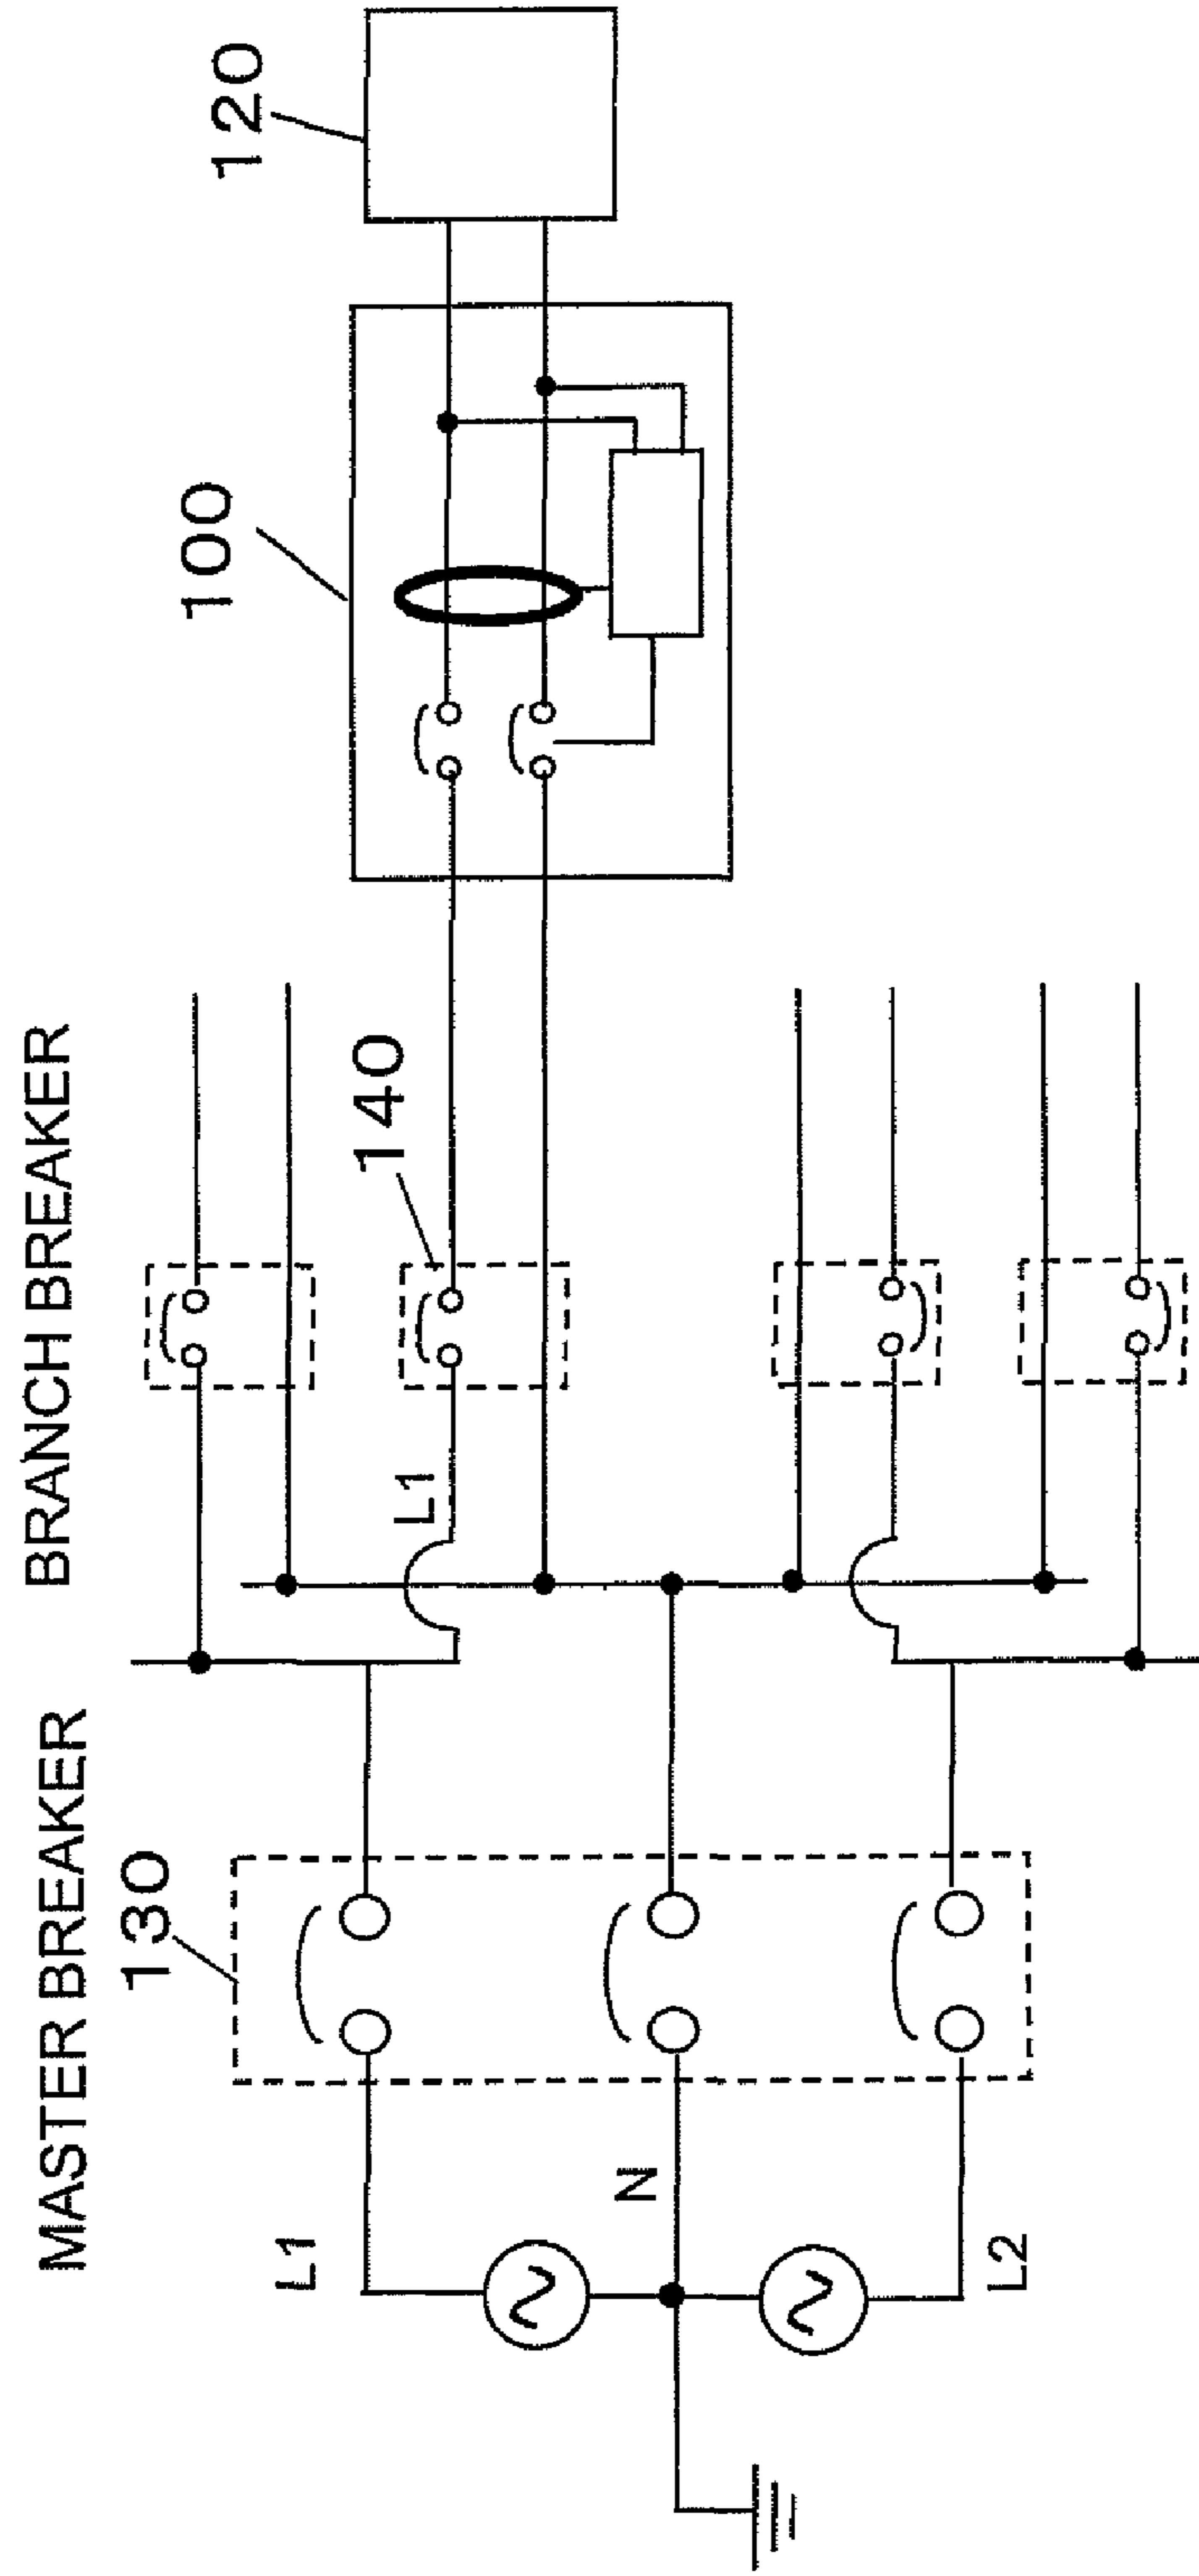 MASTER BREAKER
BRANCH BREAKER
130
140
100
120
L1
N
L2
L1